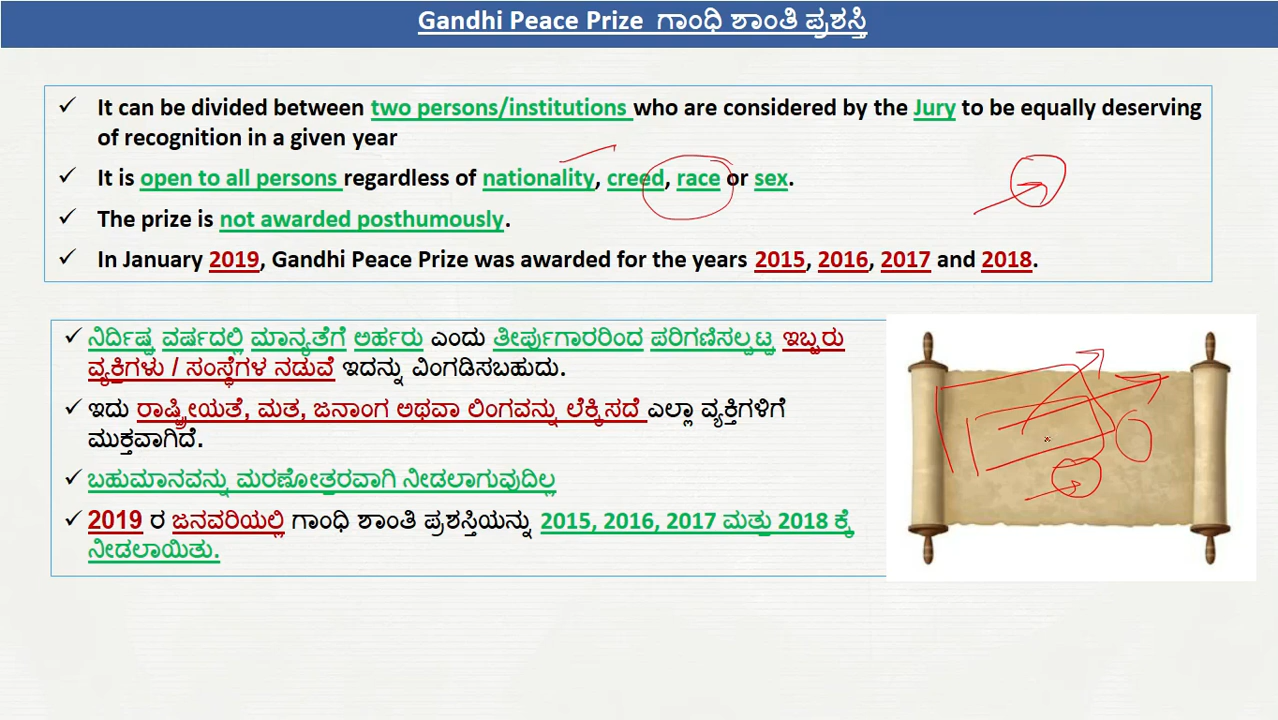 Gandhi Peace Prize ಗಾಂಧಿ ಶಾಂತಿ ಪ್ರಶಸ್ತಿ
✓ It can be divided between two persons/institutions who are considered by the Jury to be equally deserving
of recognition in a given year
✓ It is open to all persons regardless of nationality, creed, race or sex.
✓ The prize is not awarded posthumously.
✓ In January 2019, Gandhi Peace Prize was awarded for the years 2015, 2016, 2017 and 2018.
✓ ನಿರ್ದಿಷ್ಟ ವರ್ಷದಲ್ಲಿ ಮಾನ್ಯತೆಗೆ ಅರ್ಹರು ಎಂದು ತೀರ್ಪುಗಾರರಿಂದ ಪರಿಗಣಿಸಲ್ಪಟ್ಟ ಇಬ್ಬರು
ವ್ಯಕ್ತಿಗಳು / ಸಂಸ್ಥೆಗಳ ನಡುವೆ ಇದನ್ನು ವಿಂಗಡಿಸಬಹುದು.
✓ ಇದು ರಾಷ್ಟ್ರೀಯತೆ, ಮತ, ಜನಾಂಗ ಅಥವಾ ಲಿಂಗವನ್ನು ಲೆಕ್ಕಿಸದೆ ಎಲ್ಲಾ ವ್ಯಕ್ತಿಗಳಿಗೆ
ಮುಕ್ತವಾಗಿದೆ.
✓ ಬಹುಮಾನವನ್ನು ಮರಣೋತ್ತರವಾಗಿ ನೀಡಲಾಗುವುದಿಲ್ಲ
✓ 2019 ರ ಜನವರಿಯಲ್ಲಿ ಗಾಂಧಿ ಶಾಂತಿ ಪ್ರಶಸ್ತಿಯನ್ನು 2015, 2016, 2017 ಮತ್ತು 2018 ಕ್ಕೆ
ನೀಡಲಾಯಿತು.